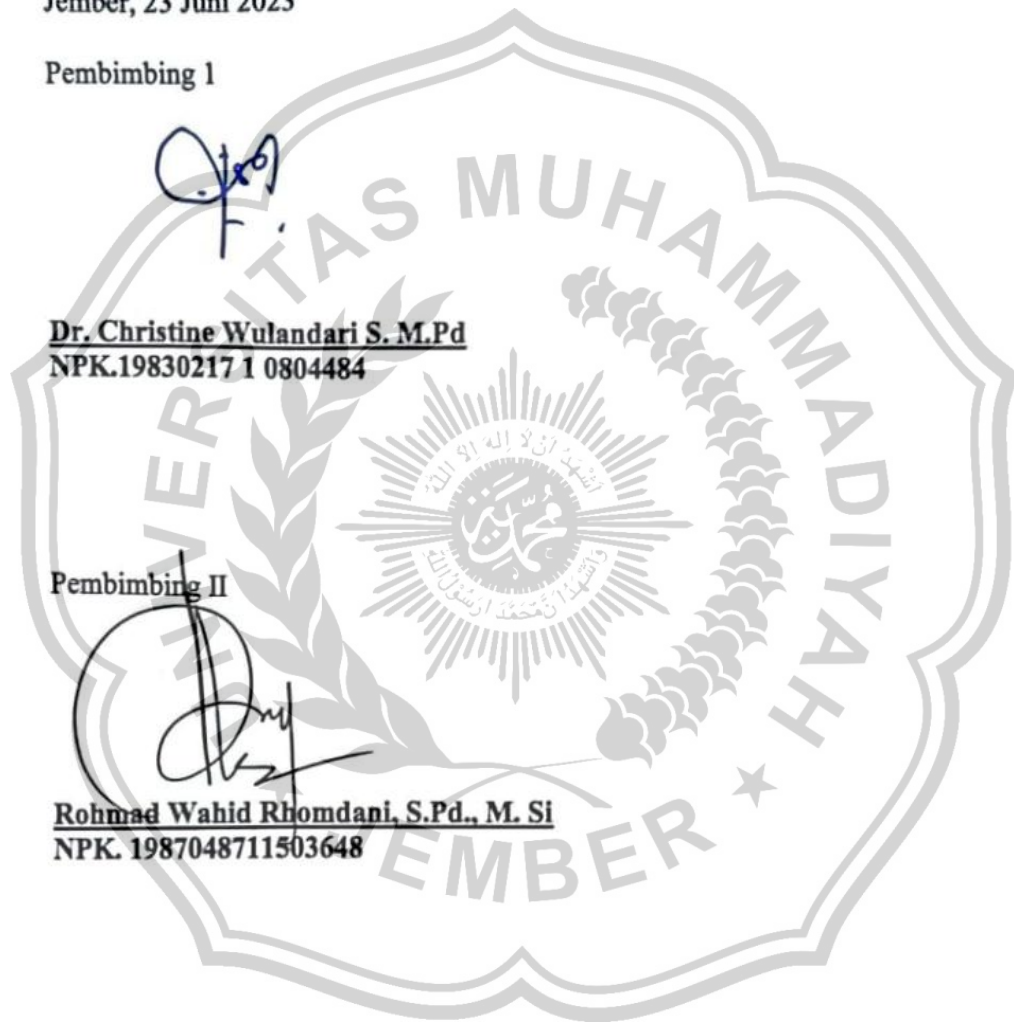 Jember, 23 Juni 2023
Pembimbing 1
Dr. Christine Wulandari S. M.Pd
NPK.19830217 1 0804484
Pembimbing II
Rohmad Wahid Rhomdani, S.Pd., M. Si
NPK. 1987048711503648
UNIVERSITAS MUHAMMADIYAH
JEMBER